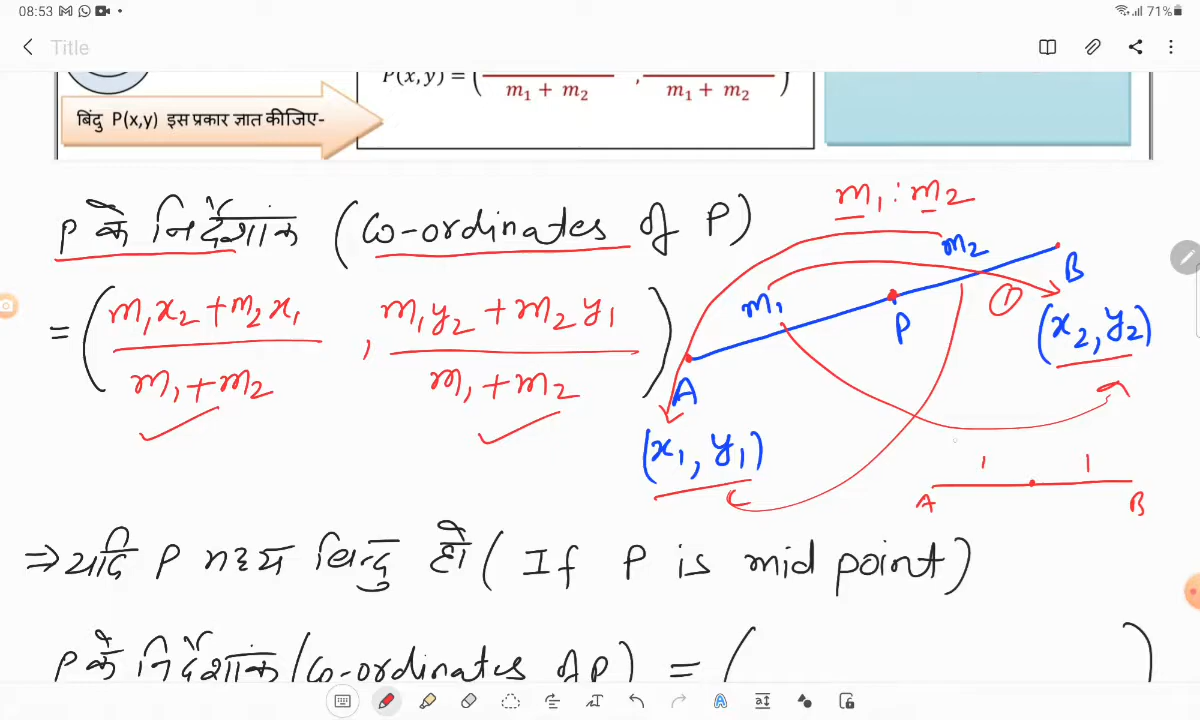 08:53
71%
Title
P(x,y) = ( / m₁ + m₂ , / m₁ + m₂ )
बिंदु P(x,y) इस प्रकार ज्ञात कीजिए-
P के निर्देशांक (Co-ordinates of P)
= ( m₁x₂+m₂x₁ / m₁+m₂ , m₁y₂+m₂y₁ / m₁+m₂ )
m₁ : m₂
m₁
m₂
P
B
①
(x₂, y₂)
A
(x₁, y₁)
1 1
A B
⇒ यदि P मध्य बिन्दु हो ( If P is mid point)
P के निर्देशांक (Co-ordinates of P) = ( )